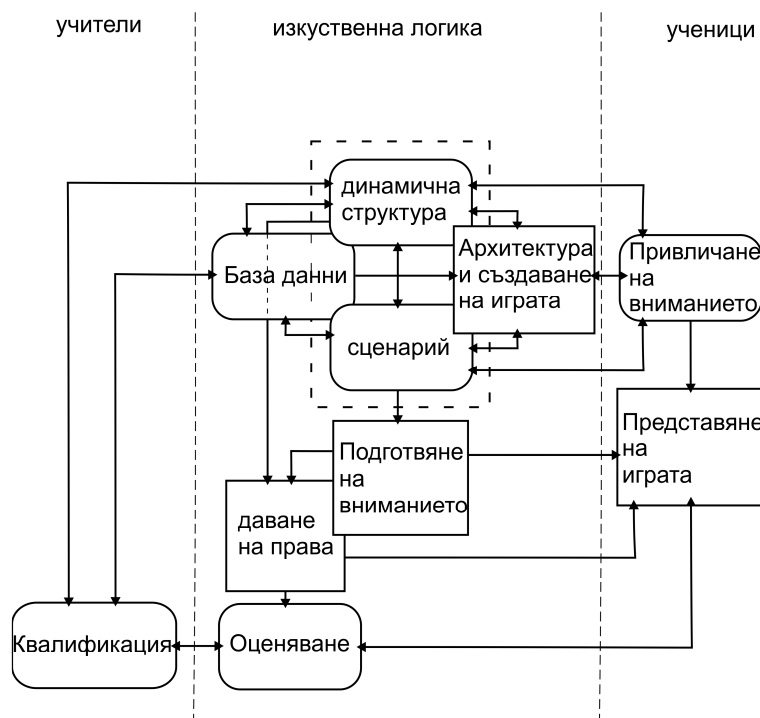 учители
изкуствена логика
ученици
динамична
структура
База данни
Архитектура
и създаване
на играта
Привличане
на
вниманието
сценарий
Подготвяне
на
вниманието
Представяне
на
играта
даване
на права
Квалификация
Оценяване